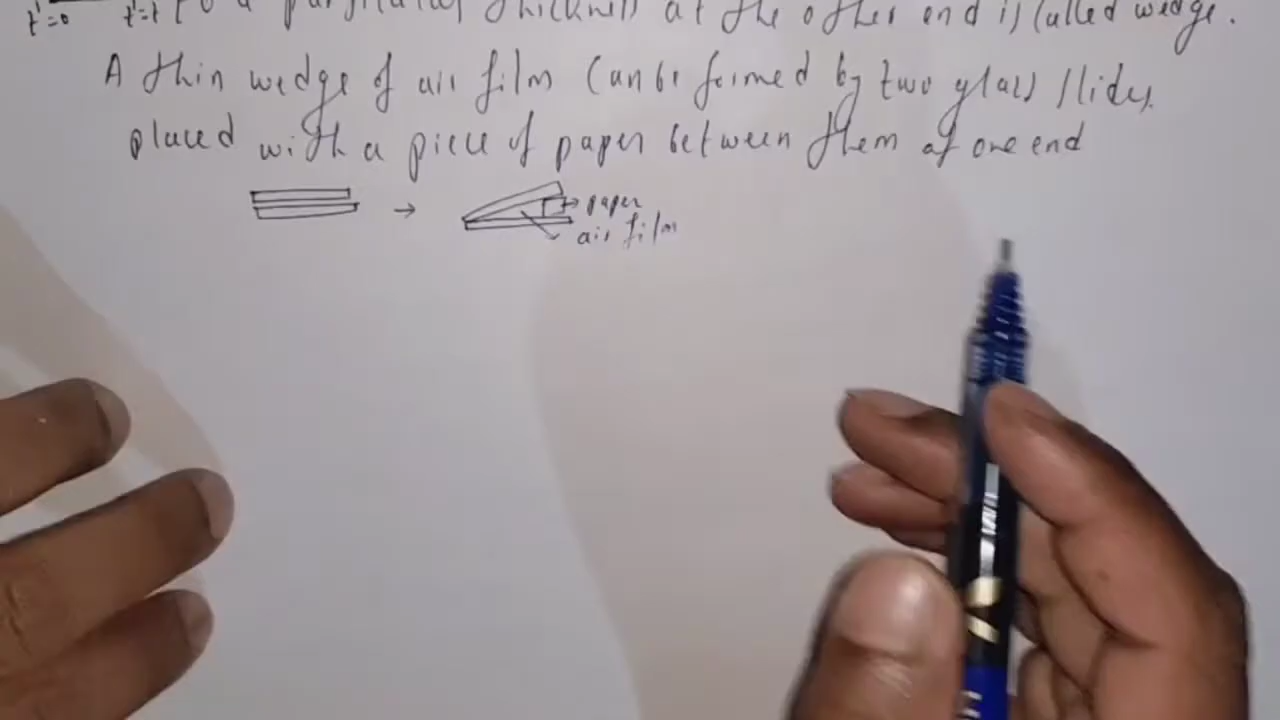 t'=0 t'=t to a particular thickness at the other end is called wedge.
A thin wedge of air film can be formed by two glass slides
placed with a piece of paper between them at one end
→ paper
air film